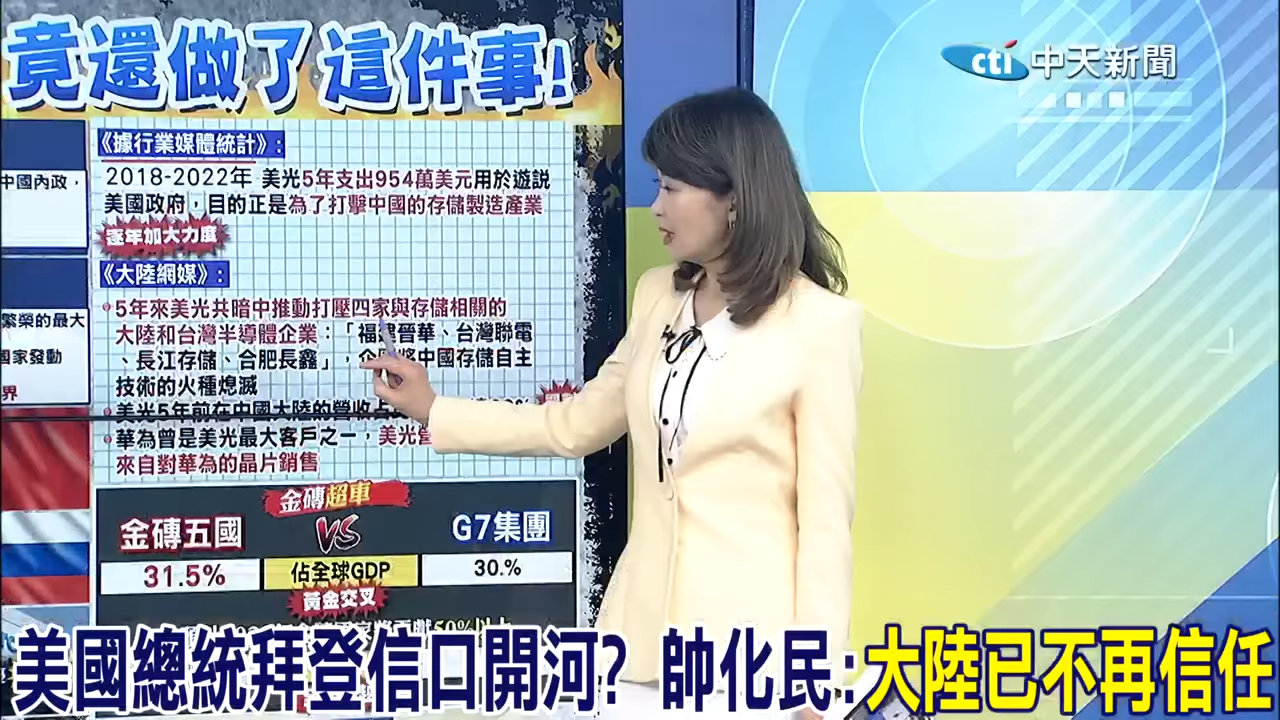 竟還做了這件事!
cti 中天新聞
中國內政,
繁榮的最大
國家發動
界
《據行業媒體統計》:
2018-2022年 美光5年支出954萬美元用於遊説
美國政府,目的正是為了打擊中國的存儲製造產業
逐年加大力度
《大陸網媒》:
5年來美光共暗中推動打壓四家與存儲相關的
大陸和台灣半導體企業:「福建晉華、台灣聯電
、長江存儲、合肥長鑫」,企圖將中國存儲自主
技術的火種熄滅
美光5年前在中國大陸的營收占
華為曾是美光最大客戶之一,美光營
來自對華為的晶片銷售
金磚超車
金磚五國 VS G7集團
31.5% 佔全球GDP 30.%
黃金交叉
美國總統拜登信口開河? 帥化民:大陸已不再信任